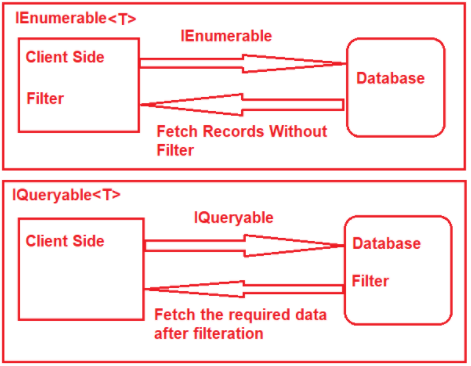 IEnumerable<T>
IEnumerable
Client Side
Filter
Database
Fetch Records Without
Filter
IQueryable<T>
IQueryable
Client Side
Database
Filter
Fetch the required data
after filteration